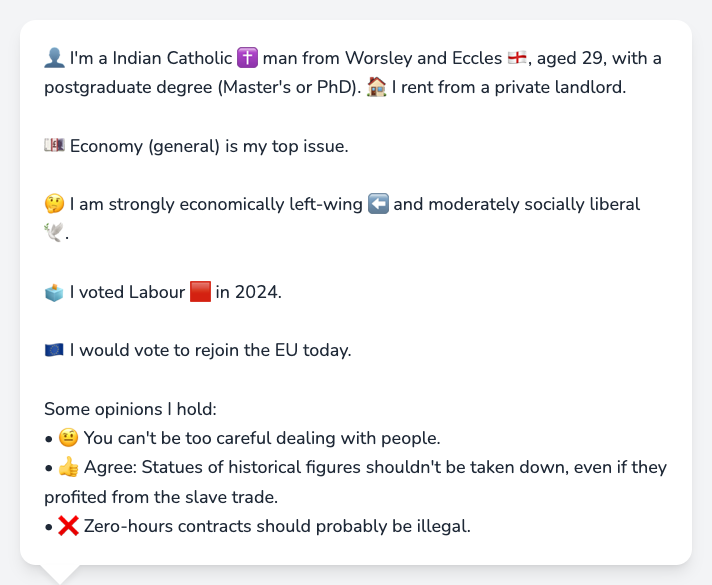 👤 I'm a Indian Catholic ✝️ man from Worsley and Eccles 🏴󠁧󠁢󠁥󠁮󠁧󠁿, aged 29, with a
postgraduate degree (Master's or PhD). 🏠 I rent from a private landlord.
💷 Economy (general) is my top issue.
🤔 I am strongly economically left-wing ⬅️ and moderately socially liberal
🕊️.
🗳️ I voted Labour 🟥 in 2024.
🇪🇺 I would vote to rejoin the EU today.
Some opinions I hold:
• 🤨 You can't be too careful dealing with people.
• 👍 Agree: Statues of historical figures shouldn't be taken down, even if they
profited from the slave trade.
• ❌ Zero-hours contracts should probably be illegal.